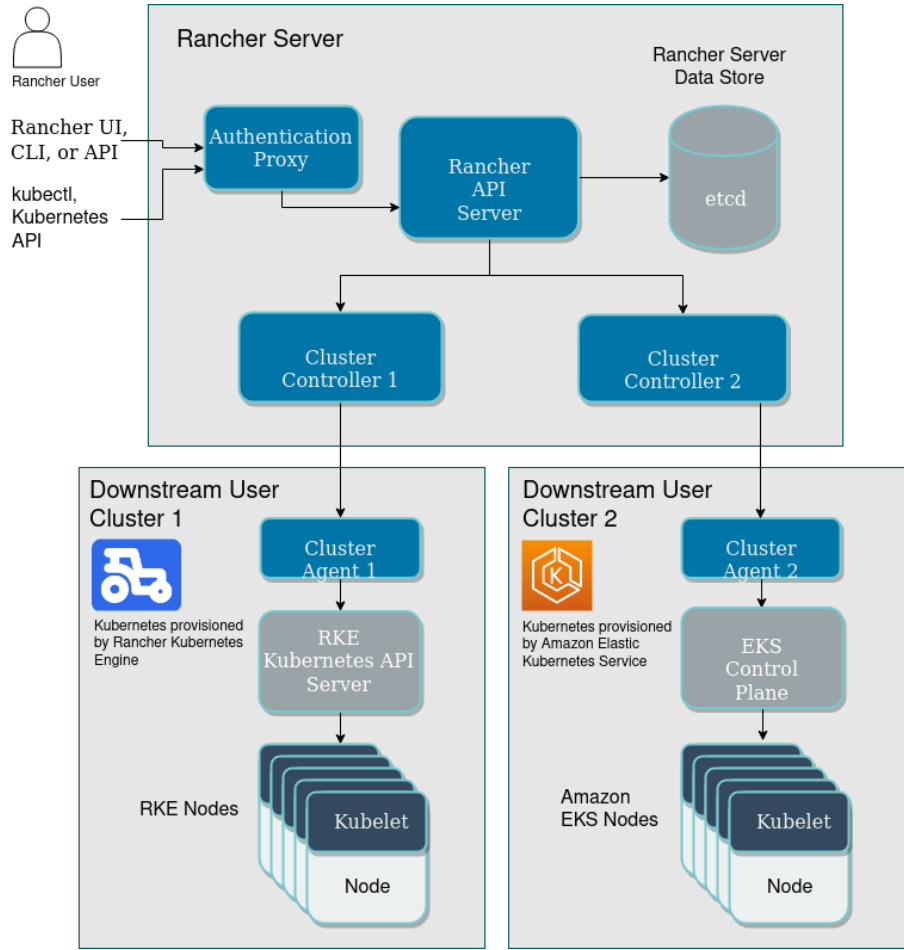 Rancher Server
Rancher User
Rancher Server
Data Store
Rancher UI,
CLI, or API
Authentication
Proxy
Rancher
API
Server
etcd
kubectl,
Kubernetes
API
Cluster
Controller 1
Cluster
Controller 2
Downstream User
Cluster 1
Cluster
Agent 1
Kubernetes provisioned
by Rancher Kubernetes
Engine
RKE
Kubernetes API
Server
RKE Nodes
Kubelet
Node
Downstream User
Cluster 2
K
Cluster
Agent 2
Kubernetes provisioned
by Amazon Elastic
Kubernetes Service
EKS
Control
Plane
Amazon
EKS Nodes
Kubelet
Node